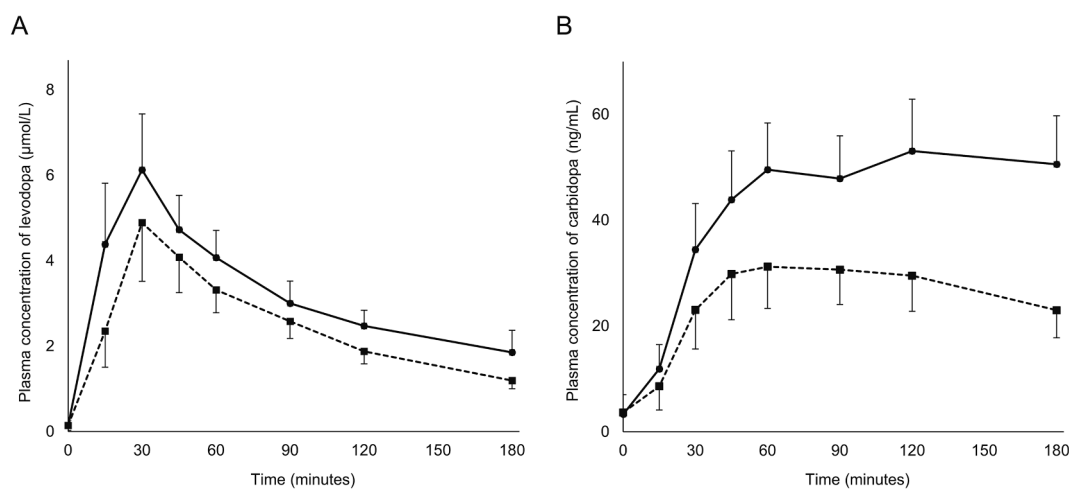 A
Plasma concentration of levodopa (μmol/L)
8
6
4
2
0
0 30 60 90 120 150 180
Time (minutes)
B
Plasma concentration of carbidopa (ng/mL)
60
40
20
0
0 30 60 90 120 150 180
Time (minutes)